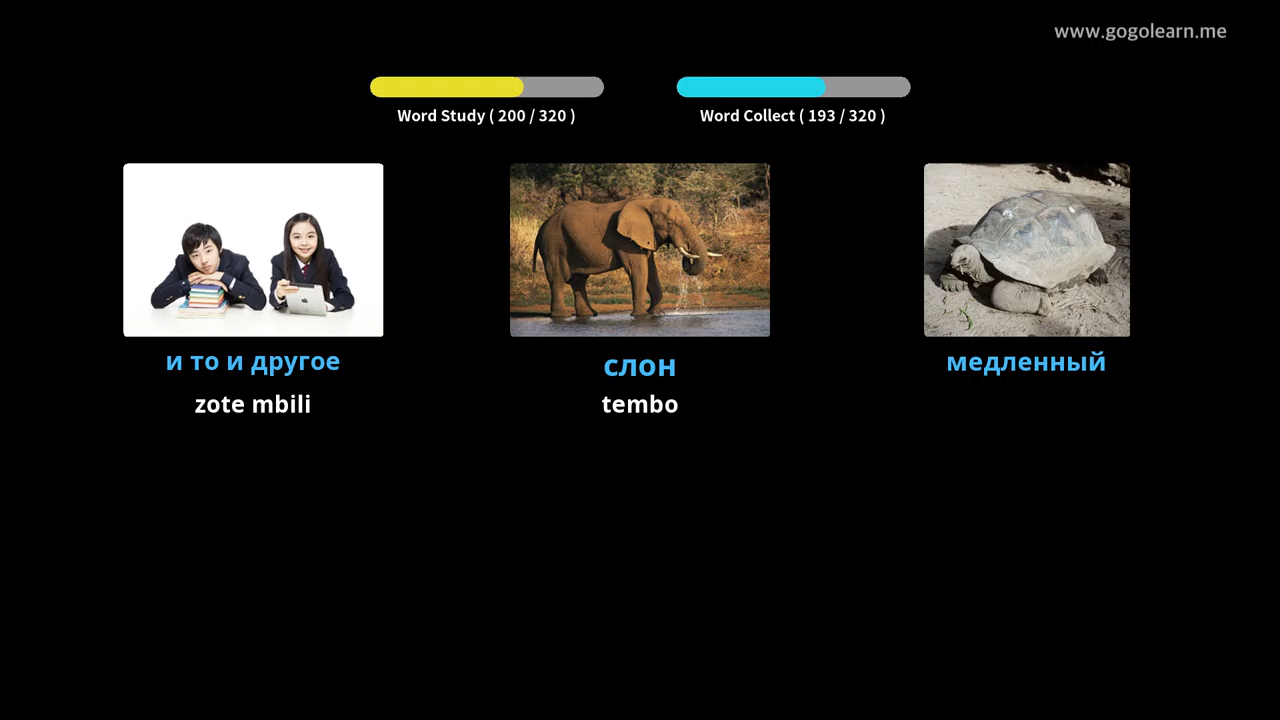 www.gogolearn.me
Word Study ( 200 / 320 )
Word Collect ( 193 / 320 )
и то и другое
слон
медленный
zote mbili
tembo